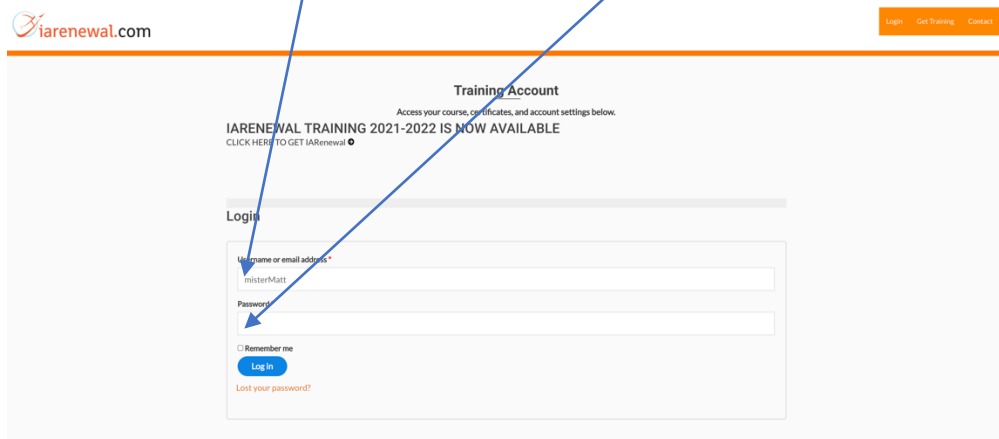 iarenewal.com
Login Get Training Contact
Training Account
Access your course, certificates, and account settings below.
IARENEWAL TRAINING 2021-2022 IS NOW AVAILABLE
CLICK HERE TO GET IARenewal
Login
Username or email address *
misterMatt
Password
Remember me
Log in
Lost your password?